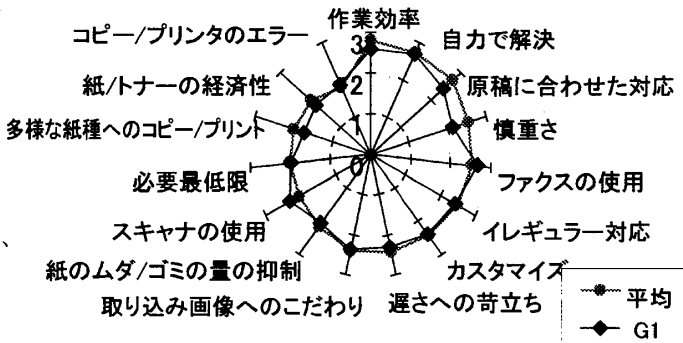 作業効率
コピー/プリンタのエラー
自力で解決
紙/トナーの経済性
原稿に合わせた対応
多様な紙種へのコピー/プリント
慎重さ
必要最低限
ファクスの使用
スキャナの使用
イレギュラー対応
紙のムダ/ゴミの量の抑制
カスタマイズ
取り込み画像へのこだわり
遅さへの苛立ち
3
2
1
0
平均
G1
、